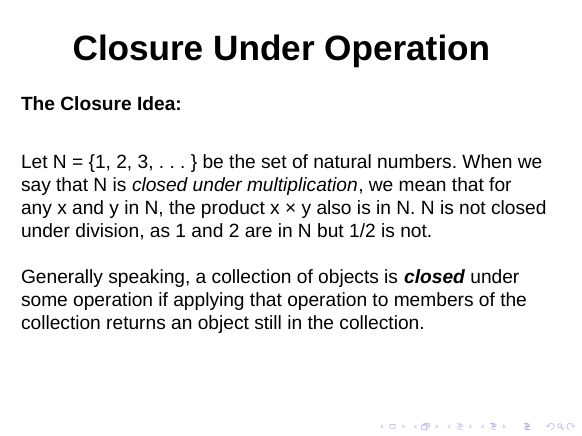 Closure Under Operation
The Closure Idea:
Let N = {1, 2, 3, . . . } be the set of natural numbers. When we
say that N is closed under multiplication, we mean that for
any x and y in N, the product x × y also is in N. N is not closed
under division, as 1 and 2 are in N but 1/2 is not.
Generally speaking, a collection of objects is closed under
some operation if applying that operation to members of the
collection returns an object still in the collection.